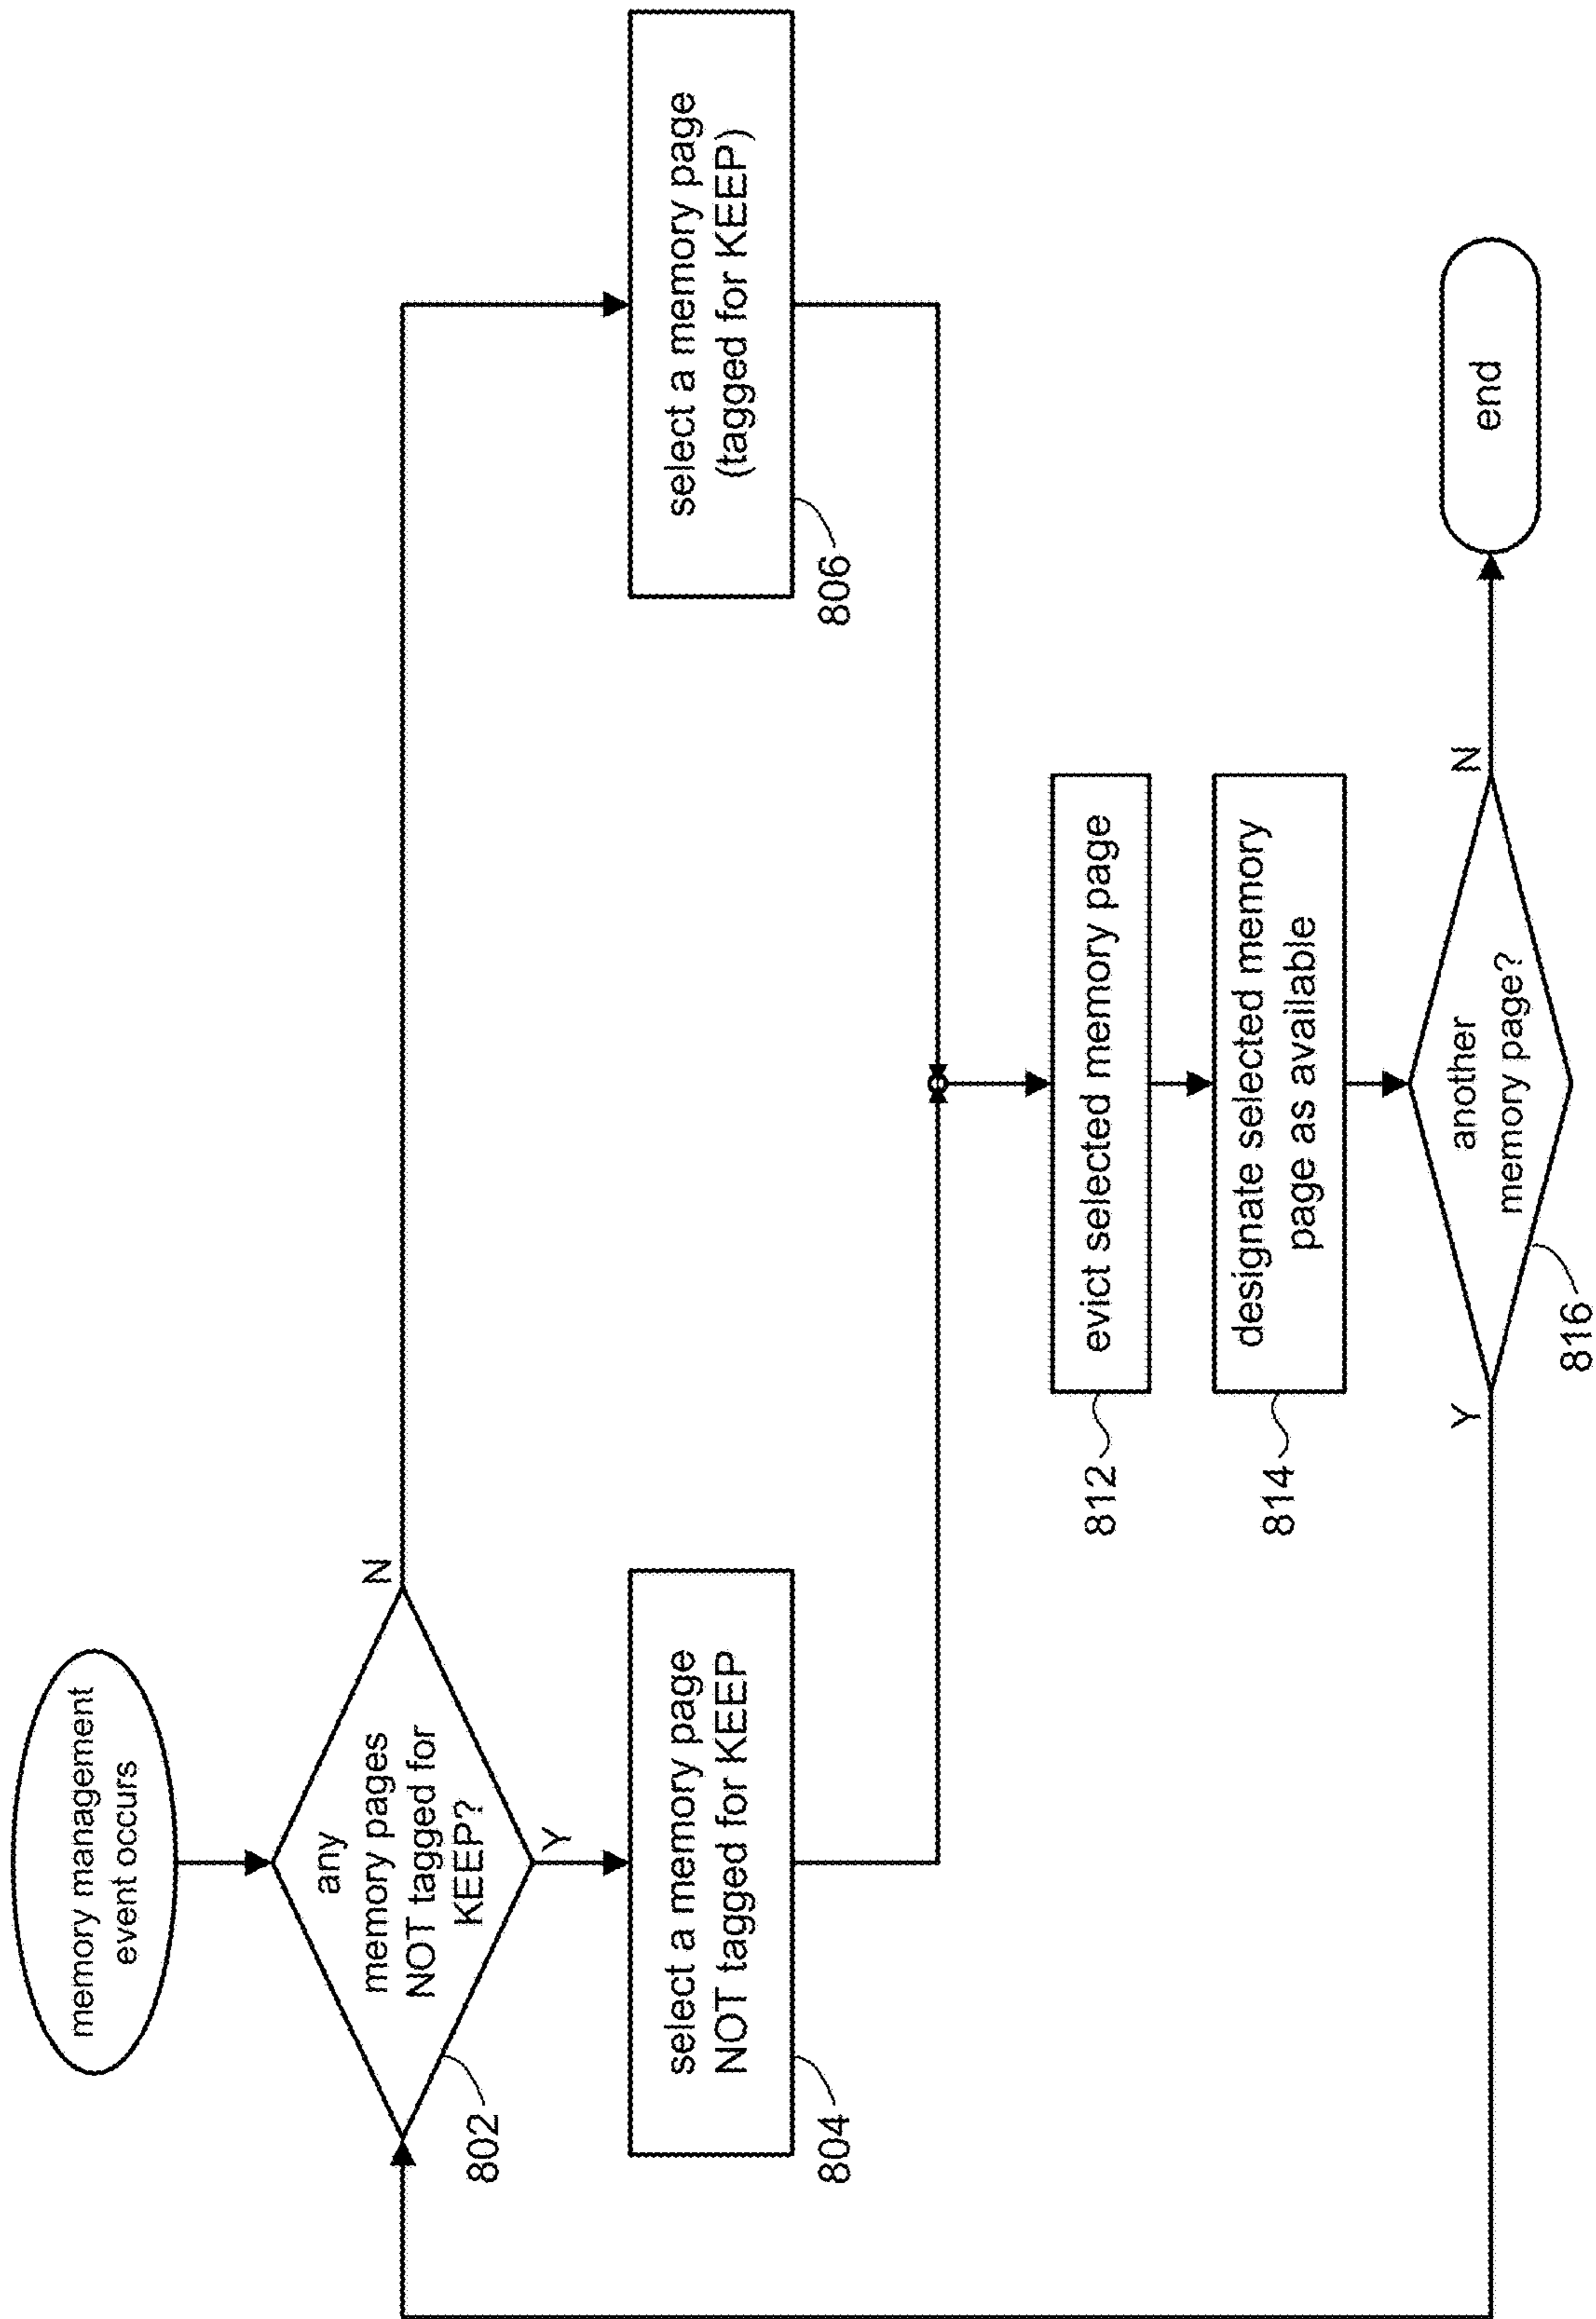 memory management
event occurs
any
memory pages
NOT tagged for
KEEP?
N
Y
802
select a memory page
NOT tagged for KEEP
804
select a memory page
(tagged for KEEP)
806
evict selected memory page
812
designate selected memory
page as available
814
another
memory page?
Y
N
816
end